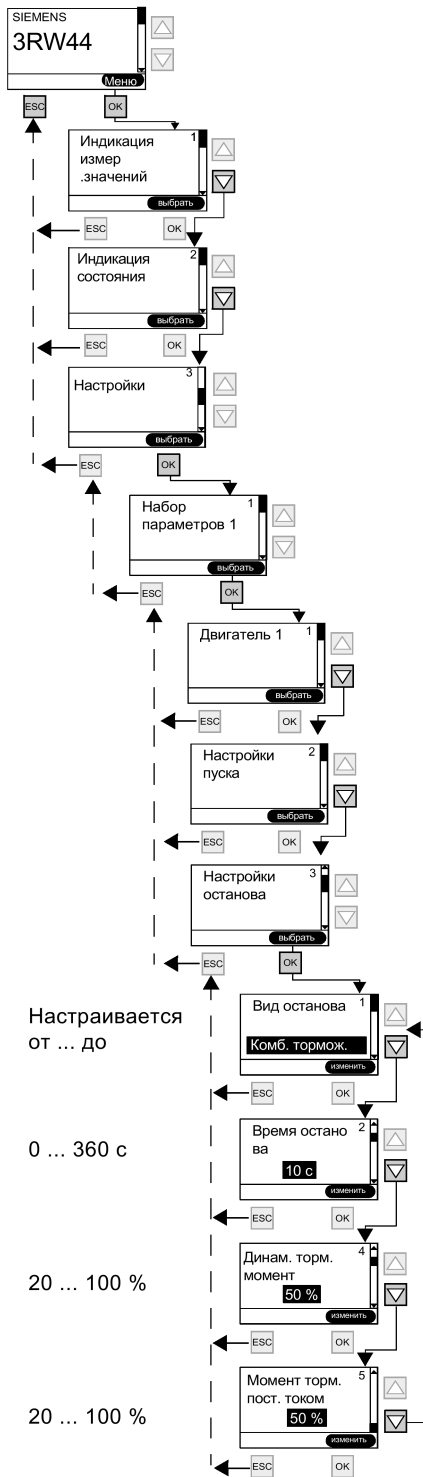 SIEMENS
3RW44
Меню
ESC
OK
Индикация
измер
.значений
1
выбрать
ESC
OK
Индикация
состояния
2
выбрать
ESC
OK
Настройки
3
выбрать
ESC
OK
Набор
параметров 1
1
выбрать
ESC
OK
Двигатель 1
1
выбрать
ESC
OK
Настройки
пуска
2
выбрать
ESC
OK
Настройки
останова
3
выбрать
ESC
OK
Настраивается
от ... до
Вид останова
1
Комб. тормож.
изменить
ESC
OK
0 ... 360 с
Время остано
ва
2
10 с
изменить
ESC
OK
20 ... 100 %
Динам. торм.
момент
4
50 %
изменить
ESC
OK
20 ... 100 %
Момент торм.
пост. током
5
50 %
изменить
ESC
OK